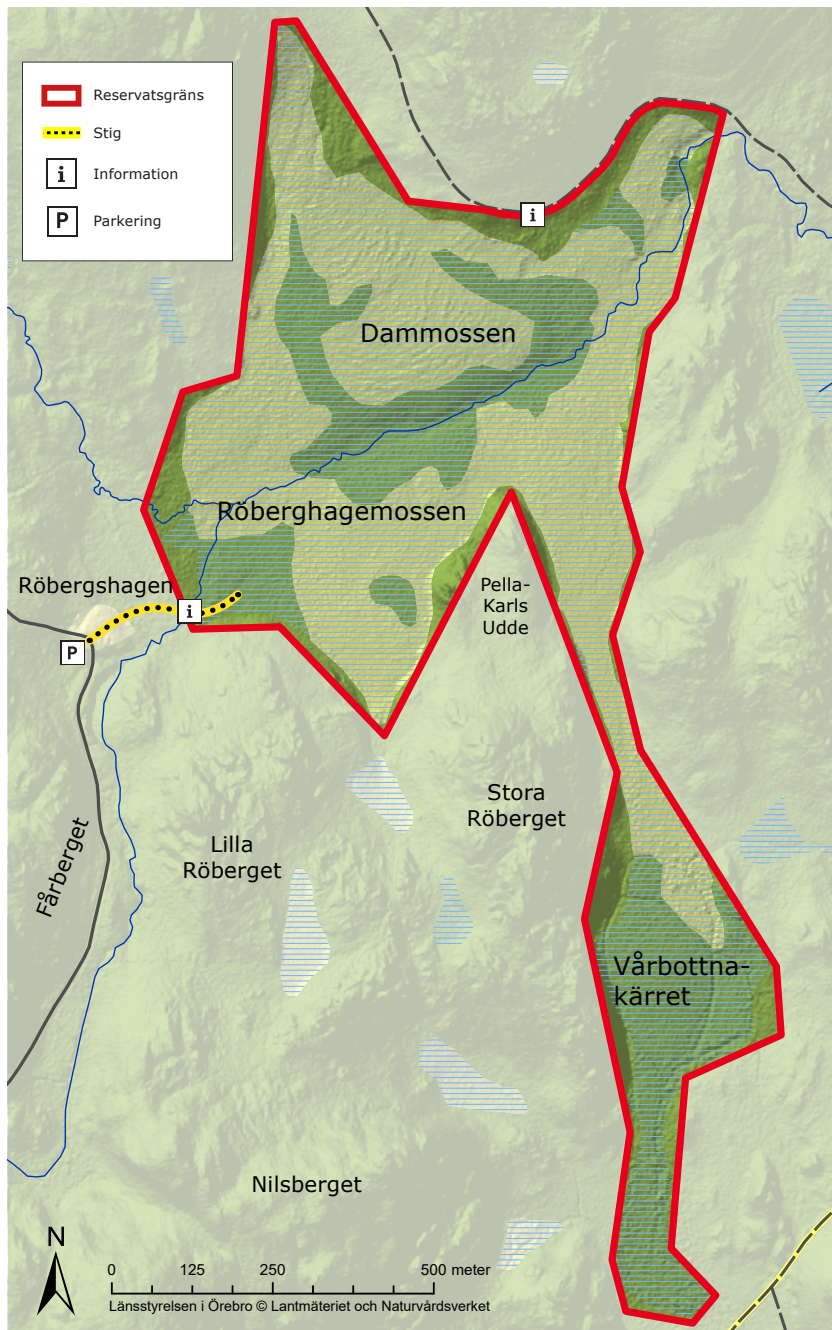 Reservatsgräns
Stig
i Information
P Parkering
i
Dammossen
Röberghagemossen
Röbergshagen
i
P
Pella-
Karls
Udde
Stora
Röberget
Lilla
Röberget
Fårberget
Vårbottna-
kärret
Nilsberget
N
0 125 250 500 meter
Länsstyrelsen i Örebro © Lantmäteriet och Naturvårdsverket